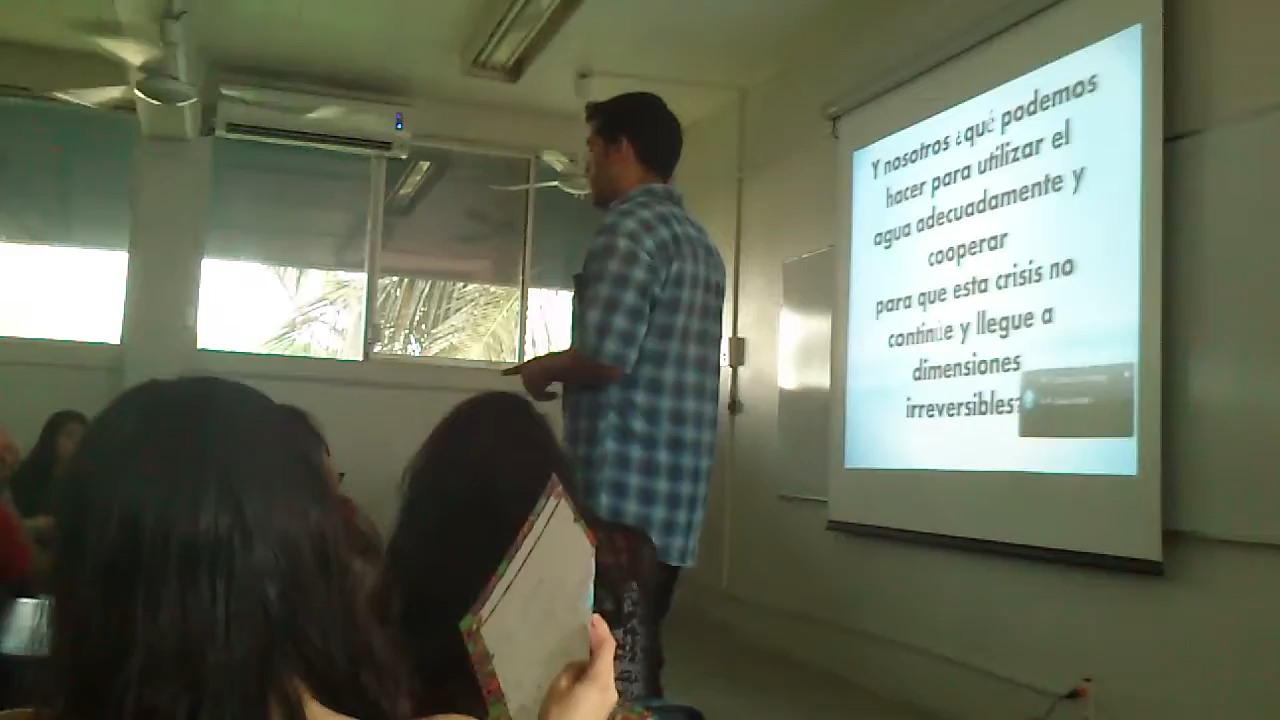 Y nosotros ¿qué podemos
hacer para utilizar el
agua adecuadamente y
cooperar
para que esta crisis no
continúe y llegue a
dimensiones
irreversibles?